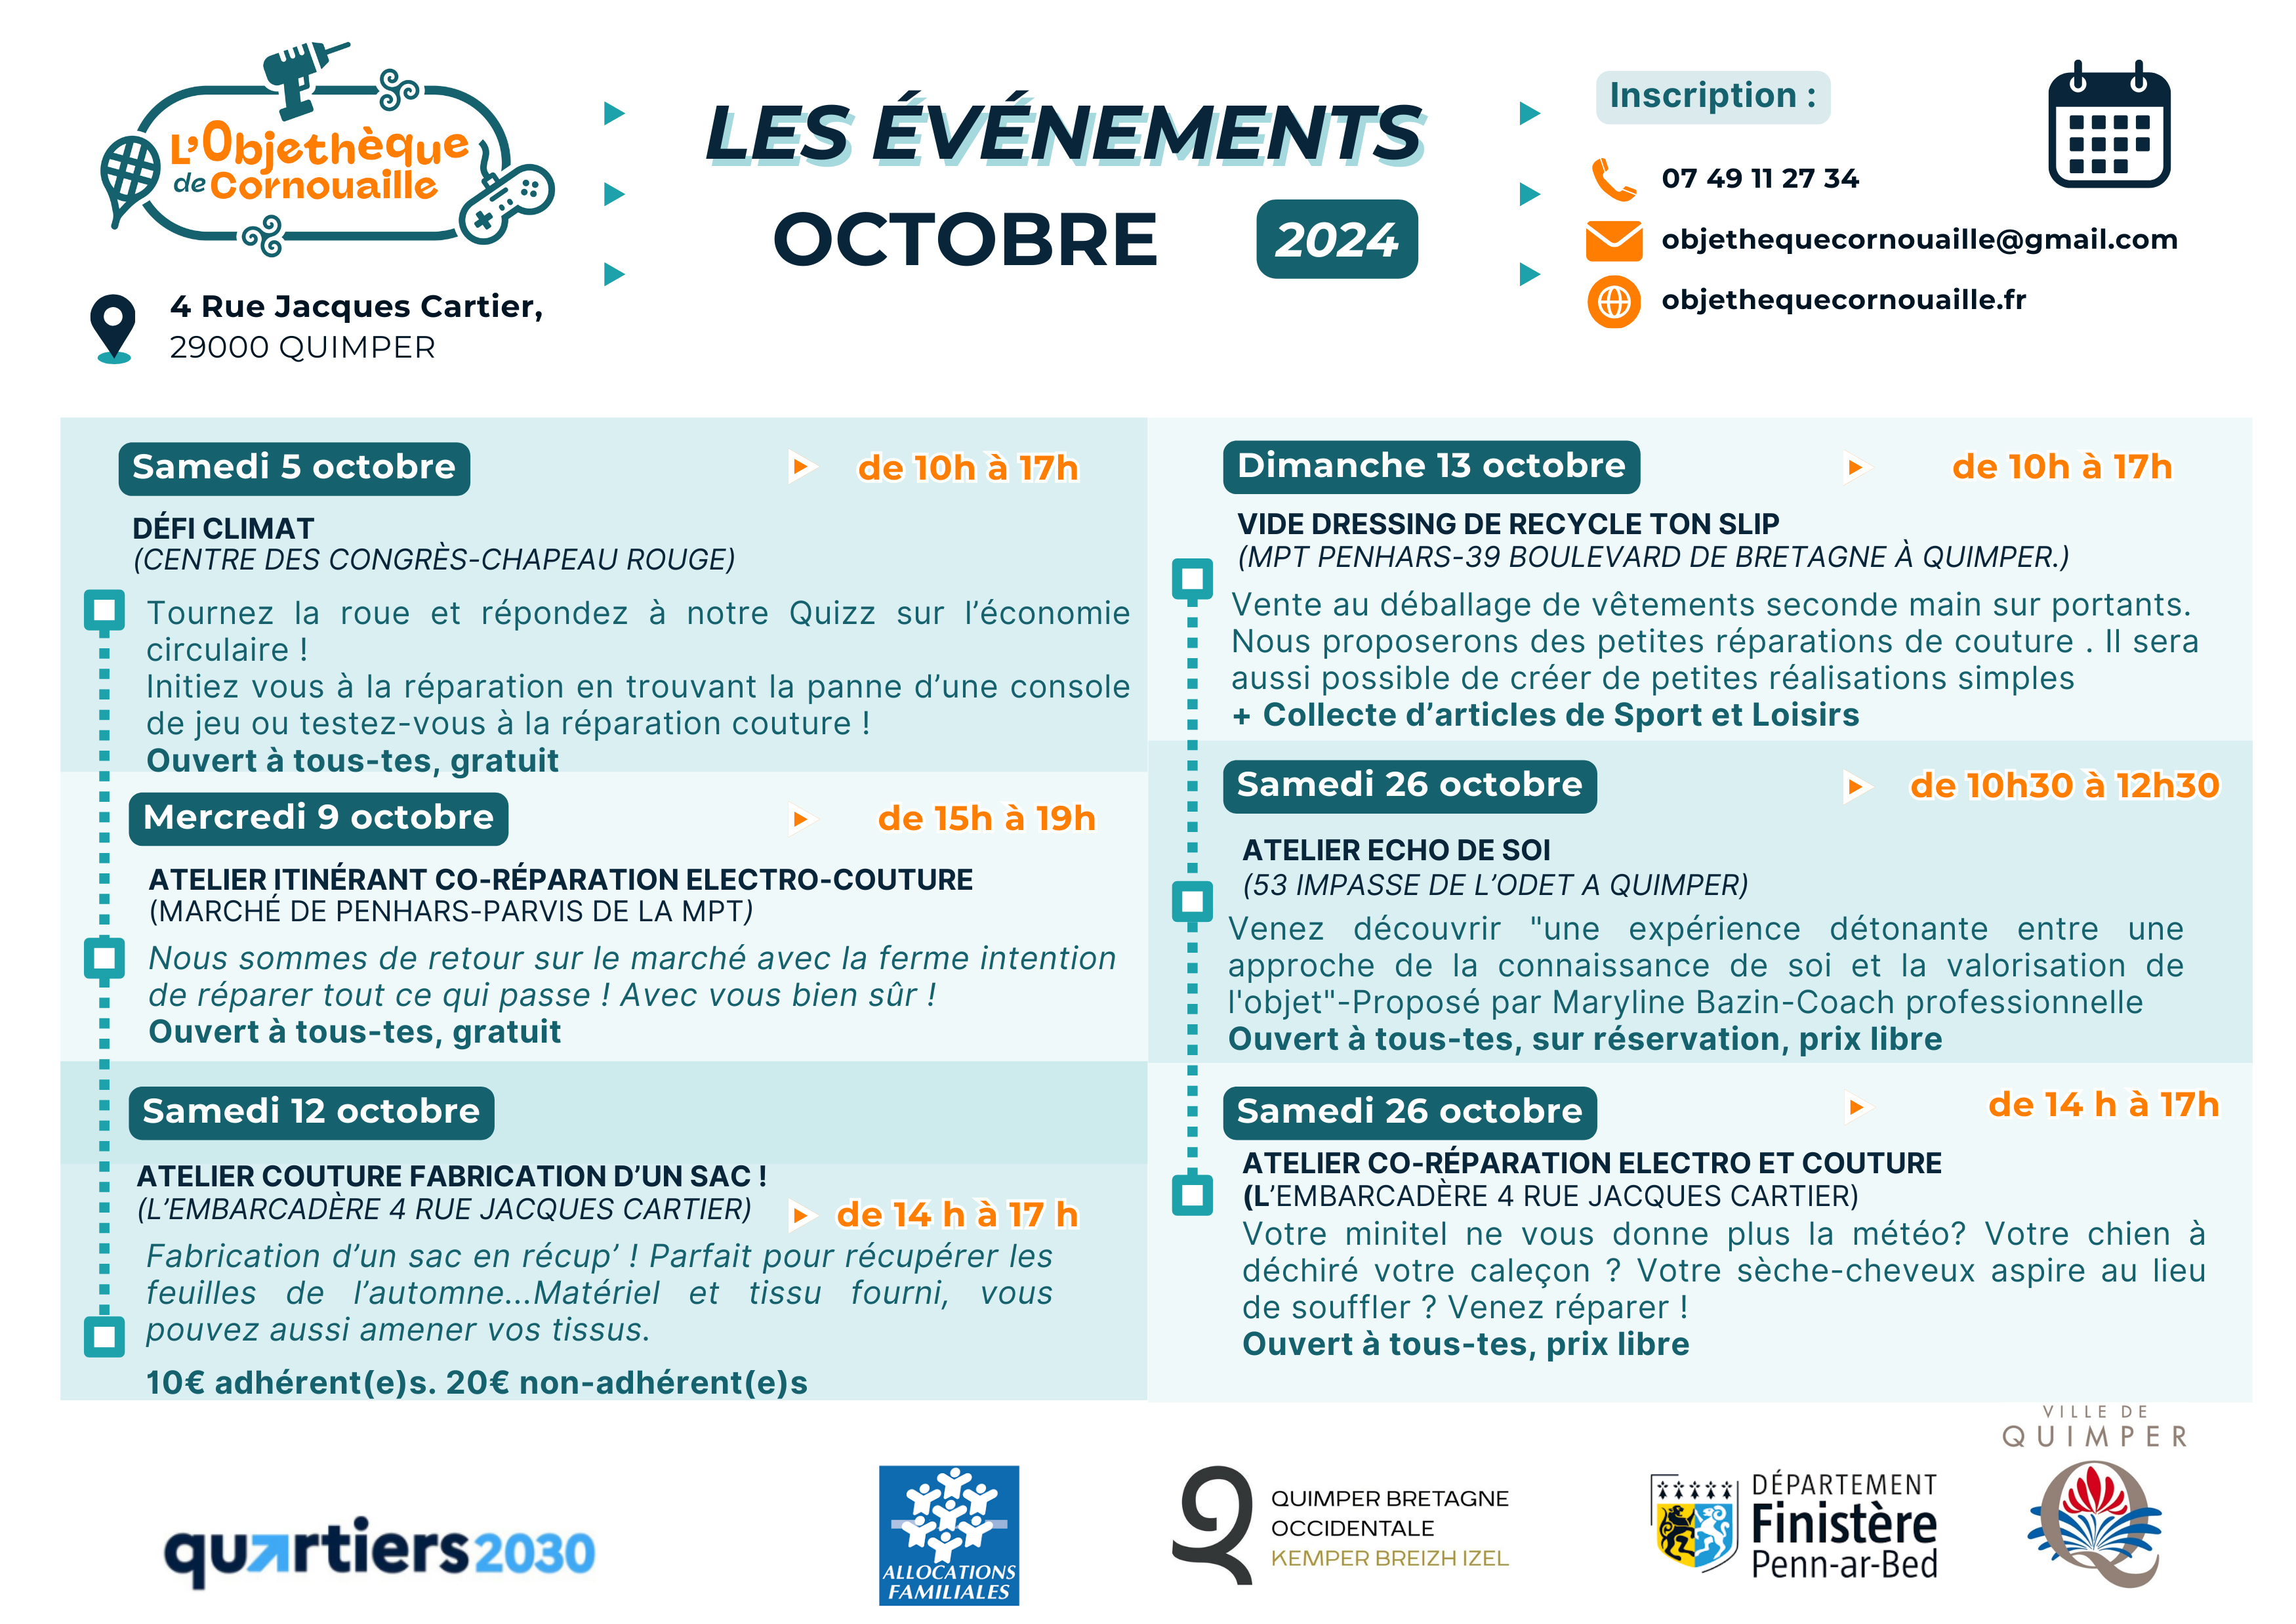 L'Objethèque
de Cornouaille
4 Rue Jacques Cartier,
29000 QUIMPER
LES ÉVÉNEMENTS
OCTOBRE 2024
Inscription :
07 49 11 27 34
objethequecornouaille@gmail.com
objethequecornouaille.fr
Samedi 5 octobre
de 10h à 17h
DÉFI CLIMAT
(CENTRE DES CONGRÈS-CHAPEAU ROUGE)
Tournez la roue et répondez à notre Quizz sur l'économie
circulaire !
Initiez vous à la réparation en trouvant la panne d'une console
de jeu ou testez-vous à la réparation couture !
Ouvert à tous-tes, gratuit
Mercredi 9 octobre
de 15h à 19h
ATELIER ITINÉRANT CO-RÉPARATION ELECTRO-COUTURE
(MARCHÉ DE PENHARS-PARVIS DE LA MPT)
Nous sommes de retour sur le marché avec la ferme intention
de réparer tout ce qui passe ! Avec vous bien sûr !
Ouvert à tous-tes, gratuit
Samedi 12 octobre
ATELIER COUTURE FABRICATION D'UN SAC !
(L'EMBARCADÈRE 4 RUE JACQUES CARTIER)
de 14 h à 17 h
Fabrication d'un sac en récup' ! Parfait pour récupérer les
feuilles de l'automne...Matériel et tissu fourni, vous
pouvez aussi amener vos tissus.
10€ adhérent(e)s. 20€ non-adhérent(e)s
Dimanche 13 octobre
de 10h à 17h
VIDE DRESSING DE RECYCLE TON SLIP
(MPT PENHARS-39 BOULEVARD DE BRETAGNE À QUIMPER.)
Vente au déballage de vêtements seconde main sur portants.
Nous proposerons des petites réparations de couture . Il sera
aussi possible de créer de petites réalisations simples
+ Collecte d'articles de Sport et Loisirs
Samedi 26 octobre
de 10h30 à 12h30
ATELIER ECHO DE SOI
(53 IMPASSE DE L'ODET A QUIMPER)
Venez découvrir "une expérience détonante entre une
approche de la connaissance de soi et la valorisation de
l'objet"-Proposé par Maryline Bazin-Coach professionnelle
Ouvert à tous-tes, sur réservation, prix libre
Samedi 26 octobre
de 14 h à 17h
ATELIER CO-RÉPARATION ELECTRO ET COUTURE
(L'EMBARCADÈRE 4 RUE JACQUES CARTIER)
Votre minitel ne vous donne plus la météo? Votre chien à
déchiré votre caleçon ? Votre sèche-cheveux aspire au lieu
de souffler ? Venez réparer !
Ouvert à tous-tes, prix libre
quartiers2030
ALLOCATIONS
FAMILIALES
QUIMPER BRETAGNE
OCCIDENTALE
KEMPER BREIZH IZEL
DÉPARTEMENT
Finistère
Penn-ar-Bed
VILLE DE
QUIMPER